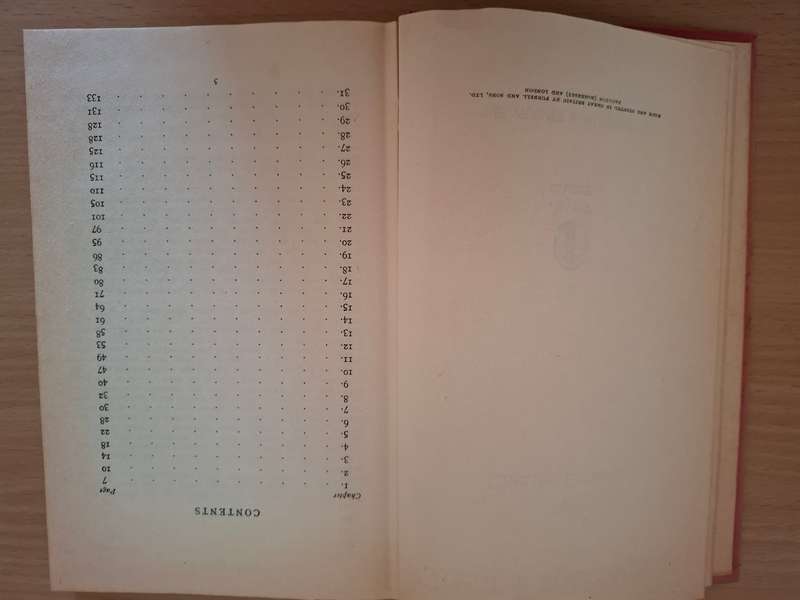 MADE AND PRINTED IN GREAT BRITAIN BY PURNELL AND SONS, LTD.
PAULTON (SOMERSET) AND LONDON
CONTENTS
Chapter Page
1. . . . . . . . . . . 7
2. . . . . . . . . . . 10
3. . . . . . . . . . . 14
4. . . . . . . . . . . 18
5. . . . . . . . . . . 22
6. . . . . . . . . . . 28
7. . . . . . . . . . . 30
8. . . . . . . . . . . 32
9. . . . . . . . . . . 40
10. . . . . . . . . . . 47
11. . . . . . . . . . . 49
12. . . . . . . . . . . 53
13. . . . . . . . . . . 58
14. . . . . . . . . . . 61
15. . . . . . . . . . . 64
16. . . . . . . . . . . 71
17. . . . . . . . . . . 80
18. . . . . . . . . . . 83
19. . . . . . . . . . . 86
20. . . . . . . . . . . 95
21. . . . . . . . . . . 97
22. . . . . . . . . . . 101
23. . . . . . . . . . . 105
24. . . . . . . . . . . 110
25. . . . . . . . . . . 115
26. . . . . . . . . . . 116
27. . . . . . . . . . . 125
28. . . . . . . . . . . 128
29. . . . . . . . . . . 128
30. . . . . . . . . . . 131
31. . . . . . . . . . . 133
5